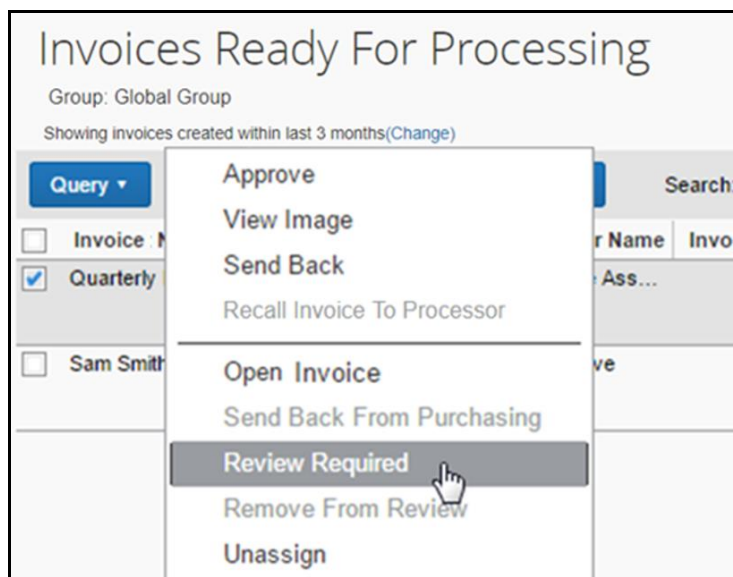 Invoices Ready For Processing
Group: Global Group
Showing invoices created within last 3 months(Change)
Query
Search:
Invoice
r Name
Invo
Quarterly
Ass...
Sam Smith
ve
Approve
View Image
Send Back
Recall Invoice To Processor
Open Invoice
Send Back From Purchasing
Review Required
Remove From Review
Unassign